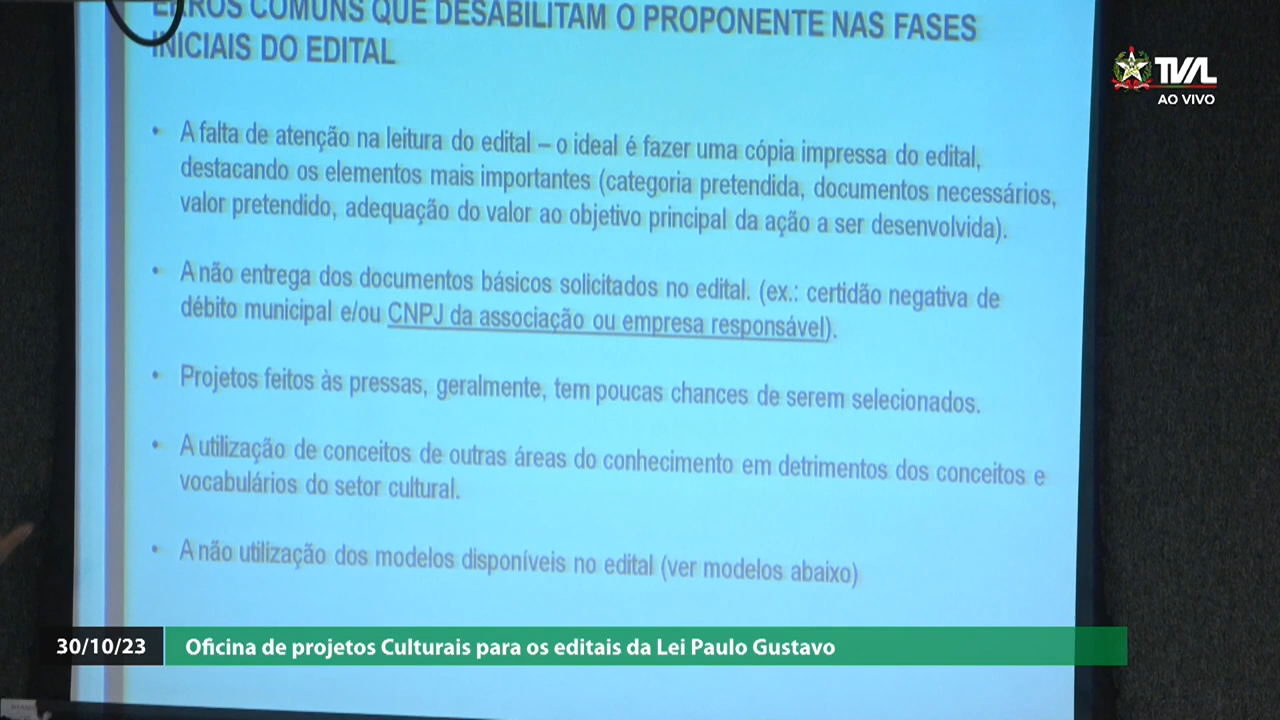 ERROS COMUNS QUE DESABILITAM O PROPONENTE NAS FASES
INICIAIS DO EDITAL
• A falta de atenção na leitura do edital – o ideal é fazer uma cópia impressa do edital,
destacando os elementos mais importantes (categoria pretendida, documentos necessários,
valor pretendido, adequação do valor ao objetivo principal da ação a ser desenvolvida).
• A não entrega dos documentos básicos solicitados no edital. (ex.: certidão negativa de
débito municipal e/ou CNPJ da associação ou empresa responsável).
• Projetos feitos às pressas, geralmente, tem poucas chances de serem selecionados.
• A utilização de conceitos de outras áreas do conhecimento em detrimentos dos conceitos e
vocabulários do setor cultural.
• A não utilização dos modelos disponíveis no edital (ver modelos abaixo)
TVAL
AO VIVO
30/10/23
Oficina de projetos Culturais para os editais da Lei Paulo Gustavo